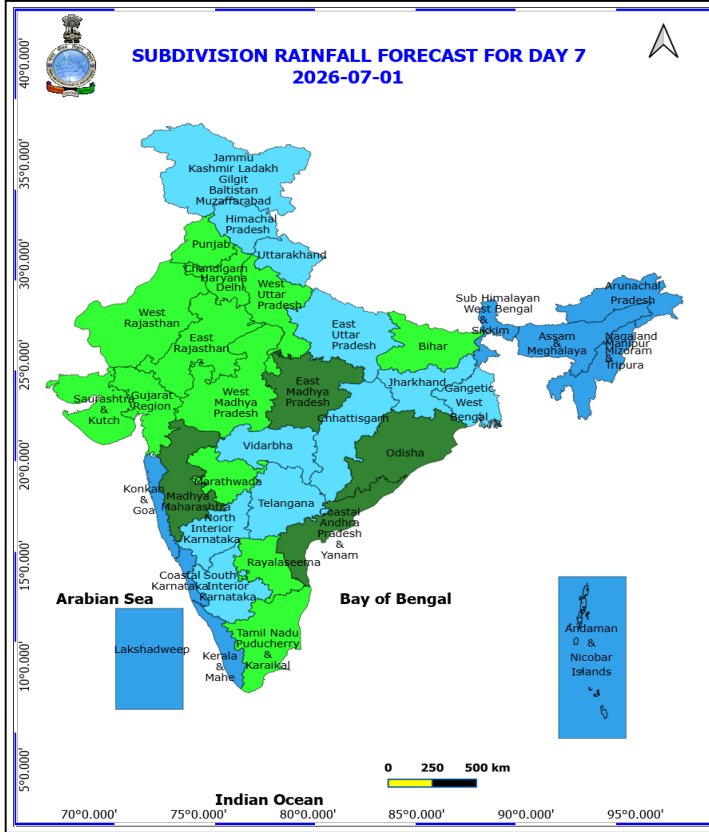 SUBDIVISION RAINFALL FORECAST FOR DAY 7
2026-07-01
40°0.000'
35°0.000'
30°0.000'
25°0.000'
20°0.000'
15°0.000'
10°0.000'
5°0.000'
Jammu
Kashmir Ladakh
Gilgit
Baltistan
Muzaffarabad
Himachal
Pradesh
Punjab
Uttarakhand
Chandigarh
Haryana
Delhi
West
Uttar
Pradesh
West
Rajasthan
East
Rajasthan
East
Uttar
Pradesh
Bihar
Sub Himalayan
West Bengal
&
Sikkim
Arunachal
Pradesh
Assam
&
Meghalaya
Nagaland
Manipur
Mizoram
&
Tripura
Saurashtra
&
Kutch
Gujarat
Region
West
Madhya
Pradesh
East
Madhya
Pradesh
Jharkhand
Gangetic
West
Bengal
Chhattisgarh
Vidarbha
Odisha
Konkan
&
Goa
Madhya
Maharashtra
Marathwada
Telangana
North
Interior
Karnataka
Coastal
Andhra
Pradesh
&
Yanam
Rayalaseema
Coastal
Karnataka
South
Interior
Karnataka
Arabian Sea
Bay of Bengal
Lakshadweep
Kerala
&
Mahe
Tamil Nadu
Puducherry
&
Karaikal
Andaman
&
Nicobar
Islands
0 250 500 km
Indian Ocean
70°0.000' 75°0.000' 80°0.000' 85°0.000' 90°0.000' 95°0.000'